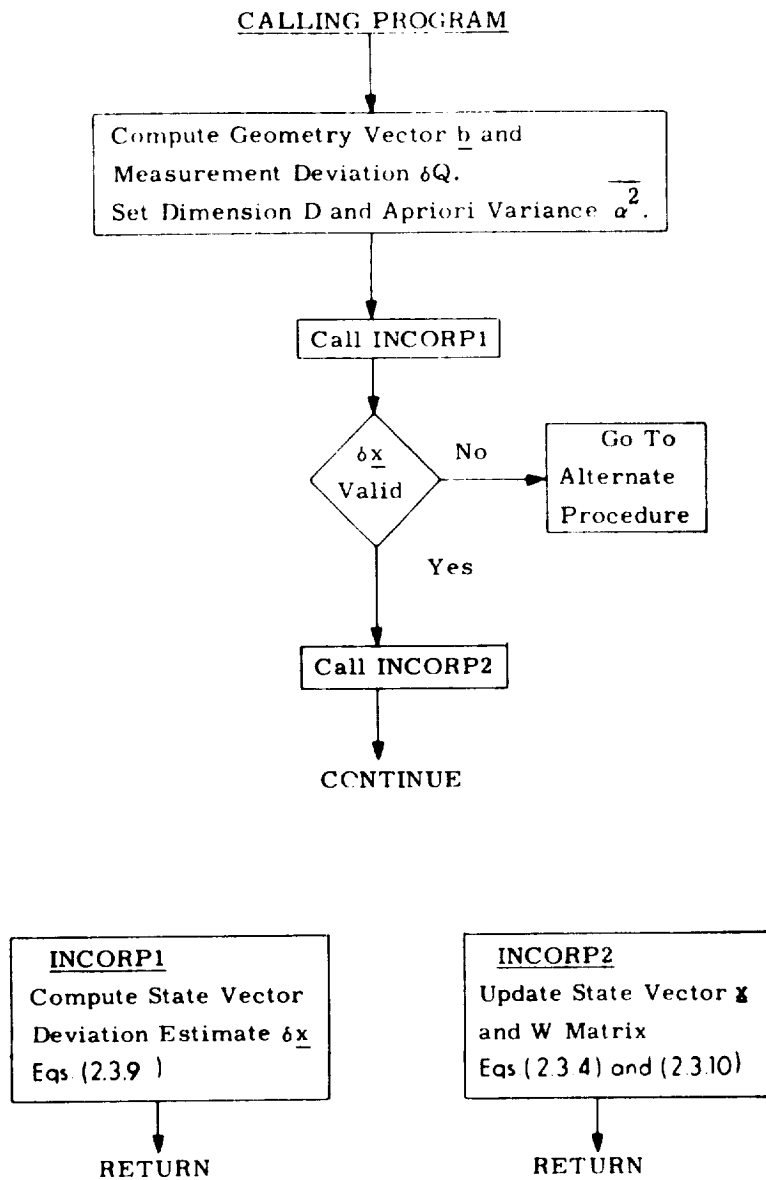 CALLING PROGRAM
Compute Geometry Vector b and
Measurement Deviation δQ.
Set Dimension D and Apriori Variance α².
Call INCORP1
δx
Valid
No
Go To
Alternate
Procedure
Yes
Call INCORP2
CONTINUE
INCORP1
Compute State Vector
Deviation Estimate δx
Eqs. (2.3.9 )
RETURN
INCORP2
Update State Vector x
and W Matrix
Eqs (2.3 4) and (2.3.10)
RETURN